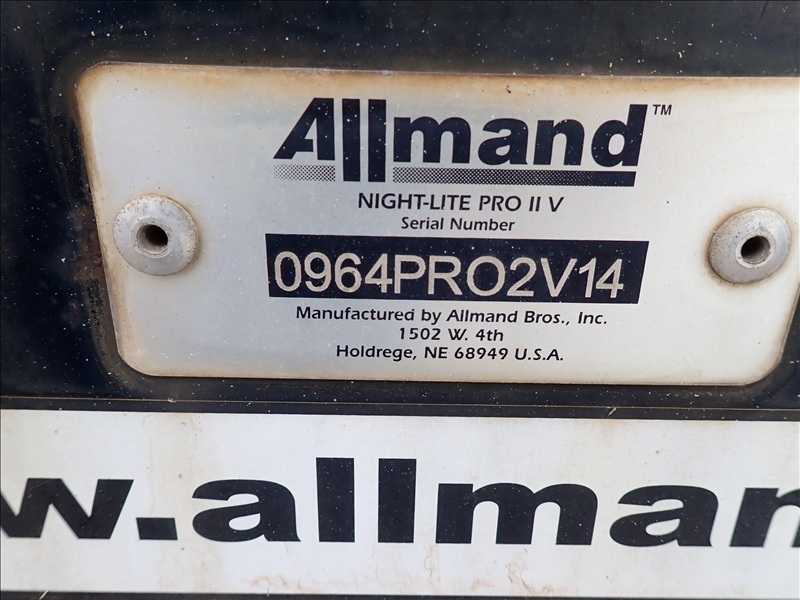 Allmand™
NIGHT-LITE PRO II V
Serial Number
0964PRO2V14
Manufactured by Allmand Bros., Inc.
1502 W. 4th
Holdrege, NE 68949 U.S.A.
w.allman